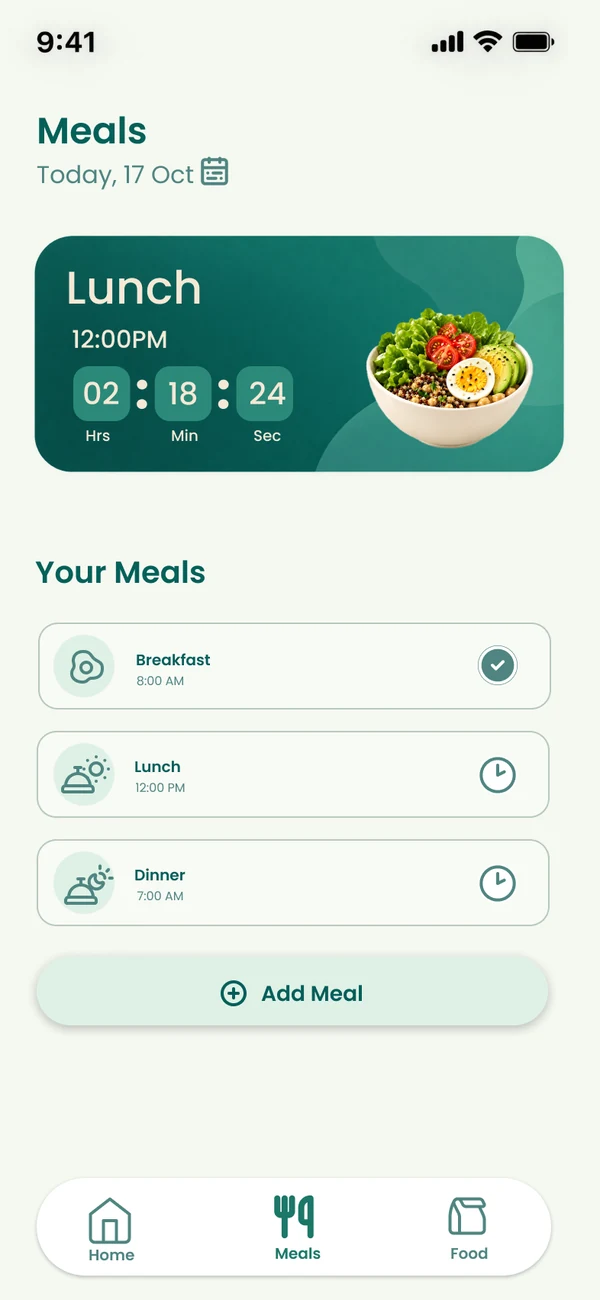 9:41
Meals
Today, 17 Oct
Lunch
12:00PM
02 : 18 : 24
Hrs Min Sec
Your Meals
Breakfast
8:00 AM
Lunch
12:00 PM
Dinner
7:00 AM
Add Meal
Home Meals Food